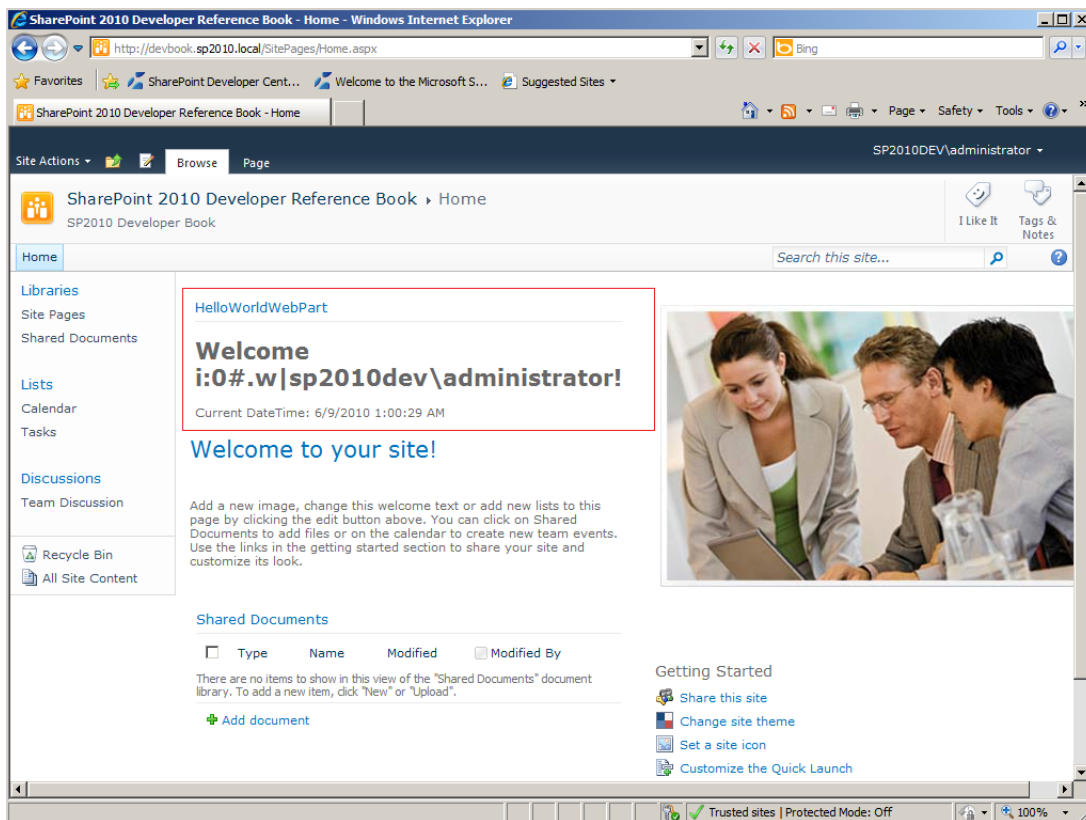 SharePoint 2010 Developer Reference Book - Home - Windows Internet Explorer
http://devbook.sp2010.local/SitePages/Home.aspx
Bing
Favorites SharePoint Developer Cent... Welcome to the Microsoft S... Suggested Sites
SharePoint 2010 Developer Reference Book - Home
Page Safety Tools
Site Actions Browse Page SP2010DEV\administrator
SharePoint 2010 Developer Reference Book Home
SP2010 Developer Book
I Like It Tags &
Notes
Home Search this site...
Libraries
Site Pages
Shared Documents
Lists
Calendar
Tasks
Discussions
Team Discussion
Recycle Bin
All Site Content
HelloWorldWebPart
Welcome
i:0#.w|sp2010dev\administrator!
Current DateTime: 6/9/2010 1:00:29 AM
Welcome to your site!
Add a new image, change this welcome text or add new lists to this
page by clicking the edit button above. You can click on Shared
Documents to add files or on the calendar to create new team events.
Use the links in the getting started section to share your site and
customize its look.
Shared Documents
Type Name Modified Modified By
There are no items to show in this view of the "Shared Documents" document
library. To add a new item, click "New" or "Upload".
Add document
Getting Started
Share this site
Change site theme
Set a site icon
Customize the Quick Launch
Trusted sites | Protected Mode: Off 100%